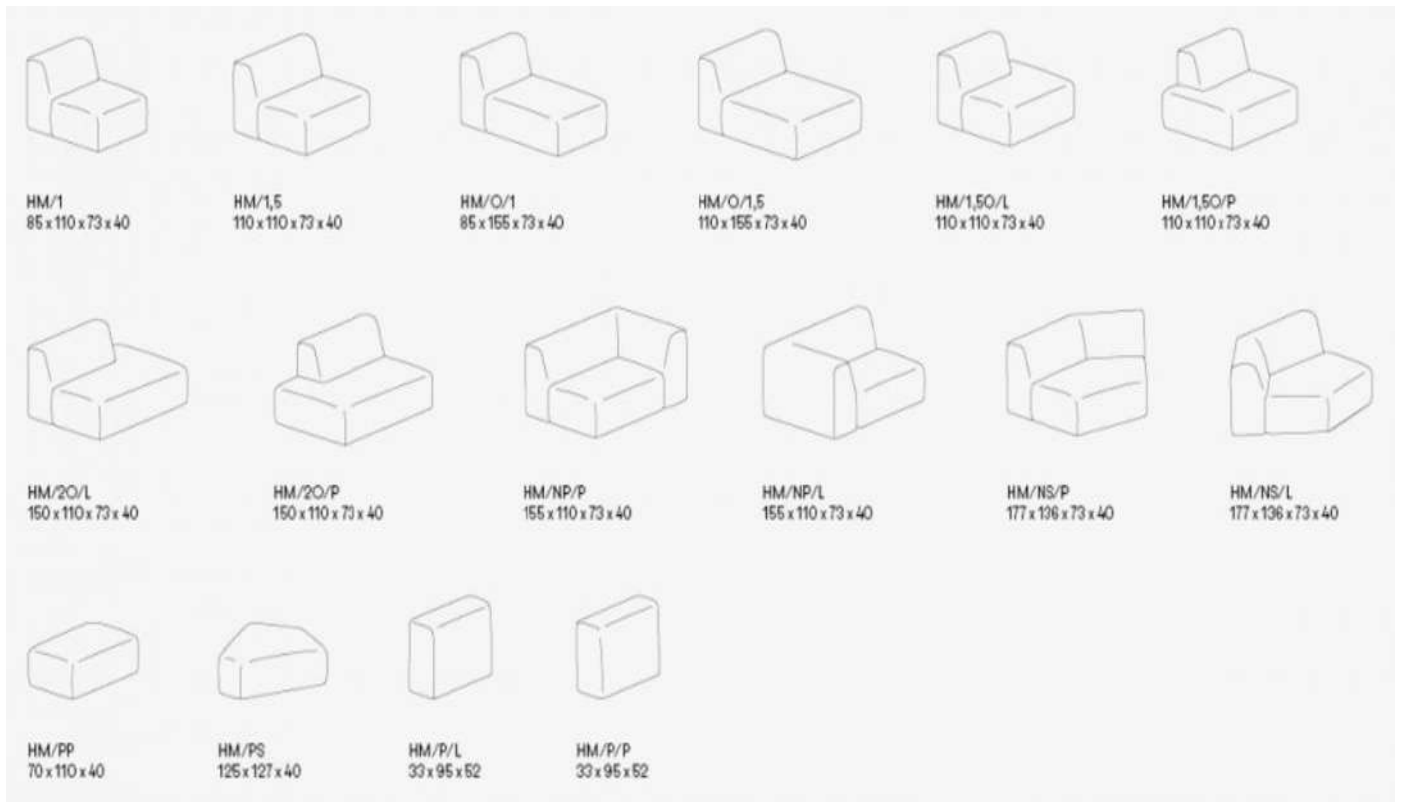 HM/1
85 x 110 x 73 x 40
HM/1,5
110 x 110 x 73 x 40
HM/O/1
85 x 155 x 73 x 40
HM/O/1,5
110 x 155 x 73 x 40
HM/1,5O/L
110 x 110 x 73 x 40
HM/1,5O/P
110 x 110 x 73 x 40
HM/2O/L
150 x 110 x 73 x 40
HM/2O/P
150 x 110 x 73 x 40
HM/NP/P
155 x 110 x 73 x 40
HM/NP/L
155 x 110 x 73 x 40
HM/NS/P
177 x 136 x 73 x 40
HM/NS/L
177 x 136 x 73 x 40
HM/PP
70 x 110 x 40
HM/PS
125 x 127 x 40
HM/P/L
33 x 95 x 52
HM/P/P
33 x 95 x 52